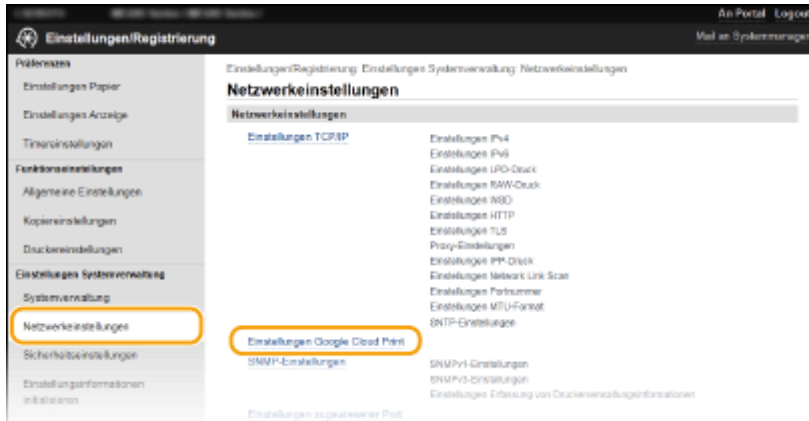 An Portal Logout
Einstellungen/Registrierung
Mail an Systemmanager
Präferenzen
Einstellungen Papier
Einstellungen Anzeige
Timereinstellungen
Funktionseinstellungen
Allgemeine Einstellungen
Kopiereinstellungen
Druckereinstellungen
Einstellungen Systemverwaltung
Systemverwaltung
Netzwerkeinstellungen
Sicherheitseinstellungen
Einstellungsinformationen
initialisieren
Einstellungen/Registrierung: Einstellungen Systemverwaltung: Netzwerkeinstellungen
Netzwerkeinstellungen
Netzwerkeinstellungen
Einstellungen TCP/IP
Einstellungen IPv4
Einstellungen IPv6
Einstellungen LPD-Druck
Einstellungen RAW-Druck
Einstellungen WSD
Einstellungen HTTP
Einstellungen TLS
Proxy-Einstellungen
Einstellungen IPP-Druck
Einstellungen Network Link Scan
Einstellungen Portnummer
Einstellungen MTU-Format
SNTP-Einstellungen
Einstellungen Google Cloud Print
SNMP-Einstellungen
SNMPv1-Einstellungen
SNMPv3-Einstellungen
Einstellungen Erfassung von Druckerverwaltungsinformationen
Einstellungen zugewiesener Port